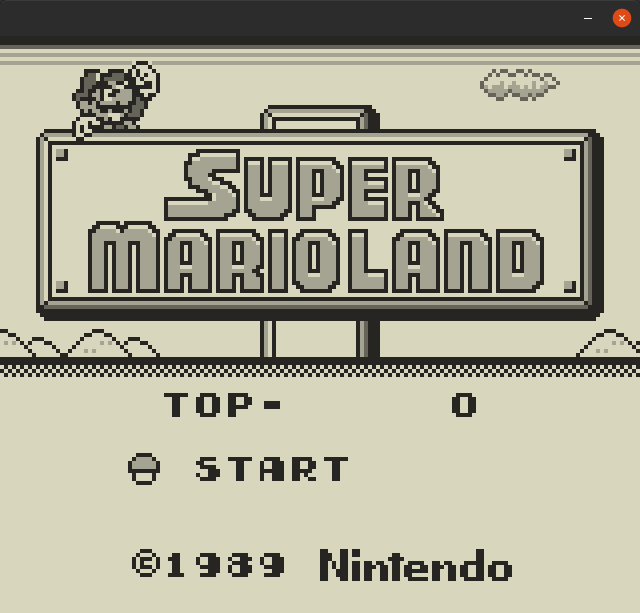 SUPER
MARIOLAND
TOP- 0
START
©1989 Nintendo